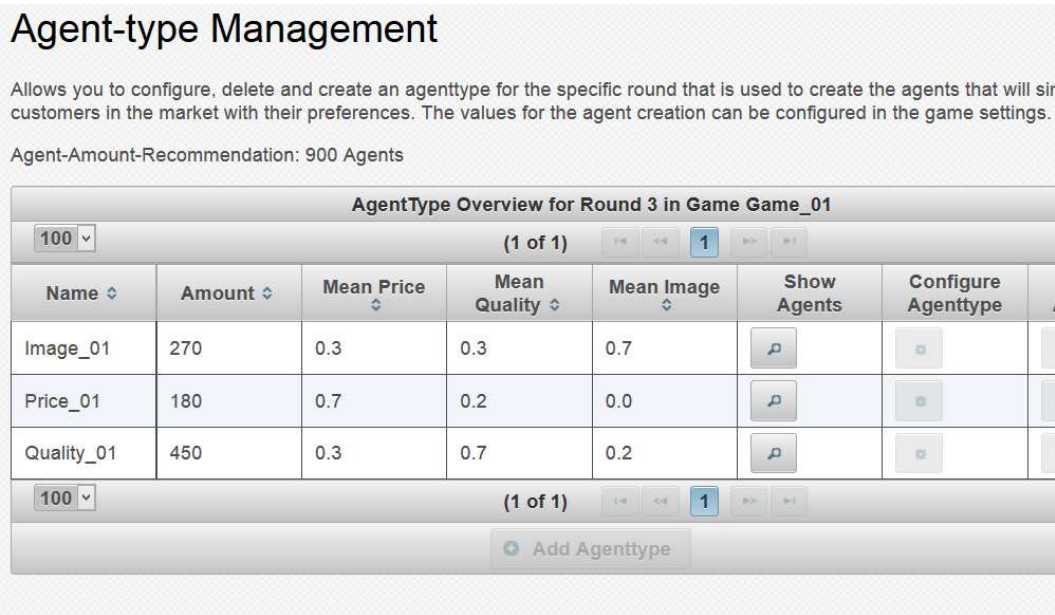 Agent-type Management
Allows you to configure, delete and create an agenttype for the specific round that is used to create the agents that will
customers in the market with their preferences. The values for the agent creation can be configured in the game settings.
Agent-Amount-Recommendation: 900 Agents
AgentType Overview for Round 3 in Game Game_01
100 (1 of 1) 1
Name Amount Mean Price Mean Quality Mean Image Show Agents Configure Agenttype
Image_01 270 0.3 0.3 0.7
Price_01 180 0.7 0.2 0.0
Quality_01 450 0.3 0.7 0.2
100 (1 of 1) 1
Add Agenttype